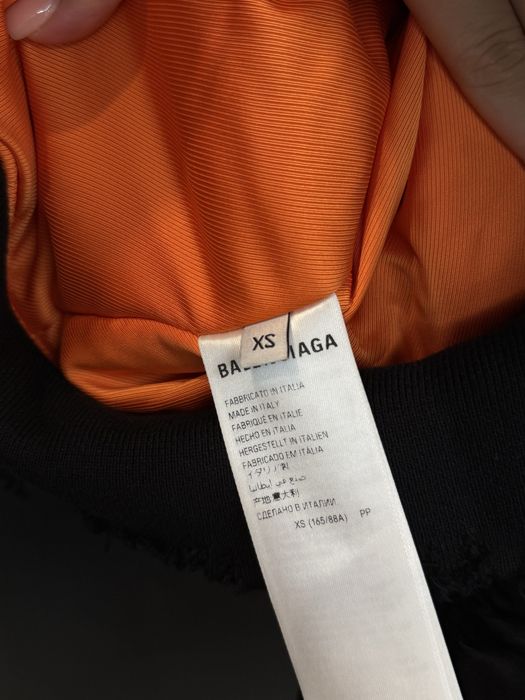 XS
FABBRICATO IN ITALIA
MADE IN ITALY
FABRIQUÉ EN ITALIE
HECHO EN ITALIA
HERGESTELLT IN ITALIEN
FABRICADO EM ITÁLIA
イタリア制
صنع في إيطاليا
产地意大利
СДЕЛАНО В ИТАЛИИ
XS (165/88A) PP